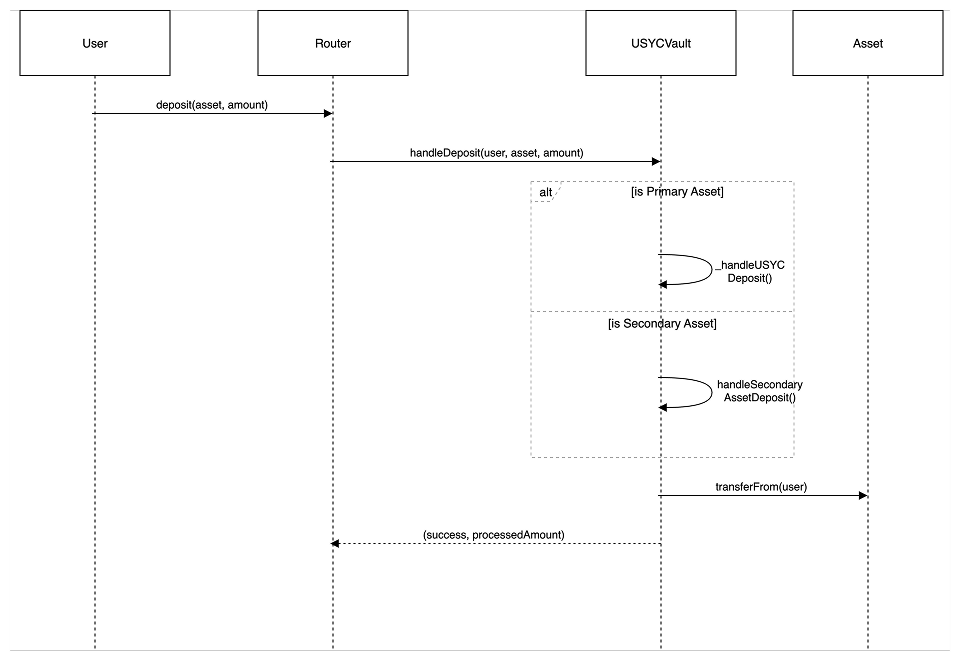 User
Router
USYCVault
Asset
deposit(asset, amount)
handleDeposit(user, asset, amount)
alt
[is Primary Asset]
_handleUSYC
Deposit()
[is Secondary Asset]
handleSecondary
AssetDeposit()
transferFrom(user)
(success, processedAmount)